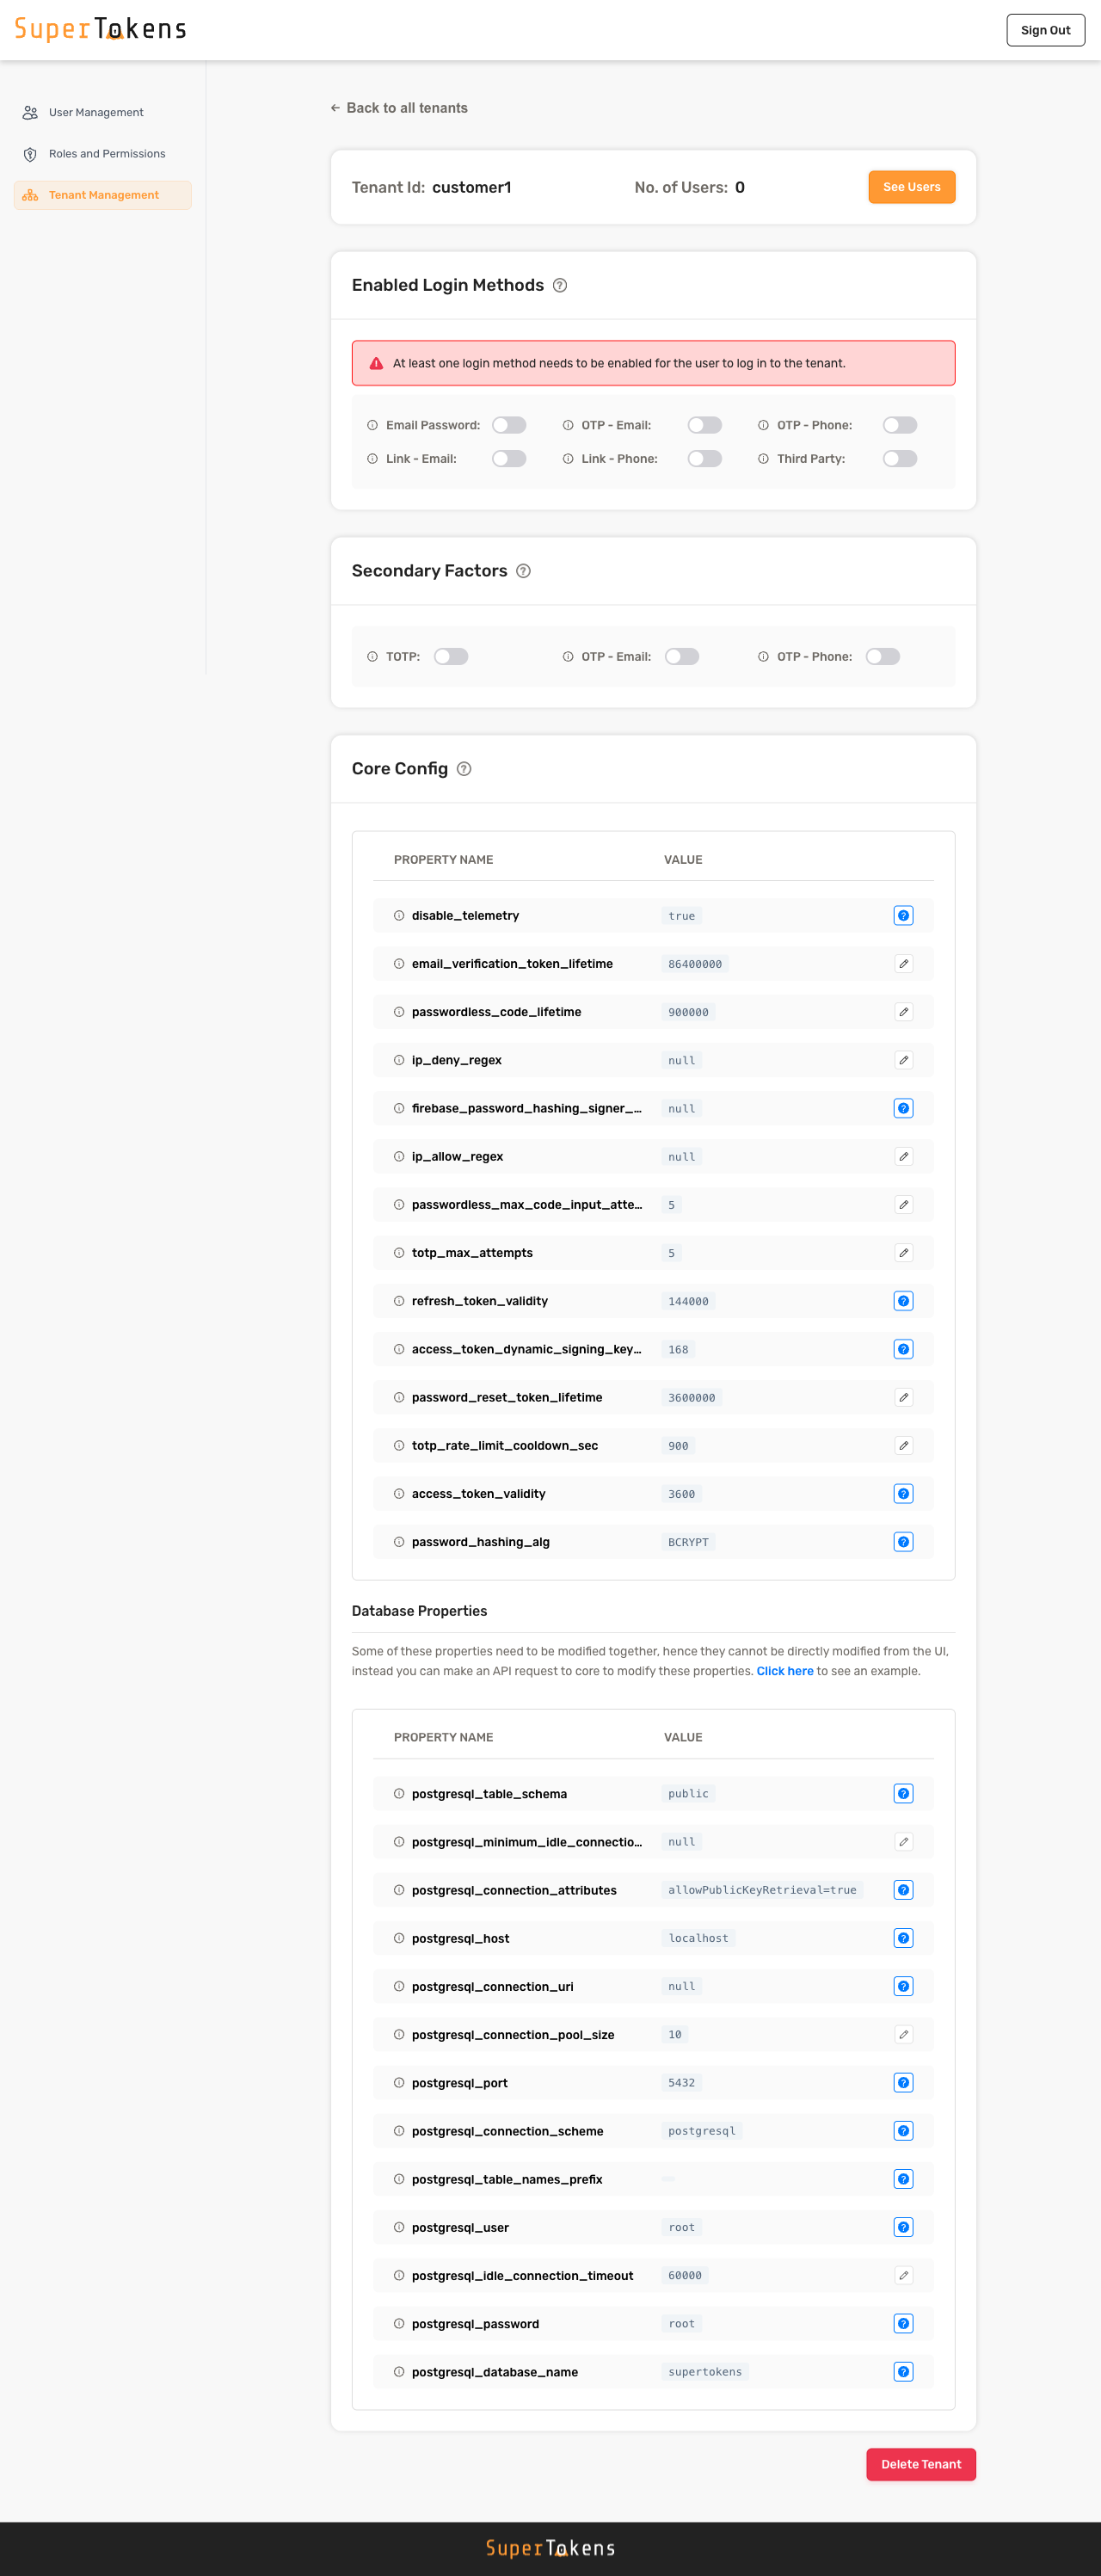 SuperTokens
Sign Out
User Management
Roles and Permissions
Tenant Management
← Back to all tenants
Tenant Id: customer1 No. of Users: 0 See Users
Enabled Login Methods
At least one login method needs to be enabled for the user to log in to the tenant.
Email Password: OTP - Email: OTP - Phone:
Link - Email: Link - Phone: Third Party:
Secondary Factors
TOTP: OTP - Email: OTP - Phone:
Core Config
PROPERTY NAME VALUE
disable_telemetry true
email_verification_token_lifetime 86400000
passwordless_code_lifetime 900000
ip_deny_regex null
firebase_password_hashing_signer_... null
ip_allow_regex null
passwordless_max_code_input_atte... 5
totp_max_attempts 5
refresh_token_validity 144000
access_token_dynamic_signing_key... 168
password_reset_token_lifetime 3600000
totp_rate_limit_cooldown_sec 900
access_token_validity 3600
password_hashing_alg BCRYPT
Database Properties
Some of these properties need to be modified together, hence they cannot be directly modified from the UI,
instead you can make an API request to core to modify these properties. Click here to see an example.
PROPERTY NAME VALUE
postgresql_table_schema public
postgresql_minimum_idle_connectio... null
postgresql_connection_attributes allowPublicKeyRetrieval=true
postgresql_host localhost
postgresql_connection_uri null
postgresql_connection_pool_size 10
postgresql_port 5432
postgresql_connection_scheme postgresql
postgresql_table_names_prefix
postgresql_user root
postgresql_idle_connection_timeout 60000
postgresql_password root
postgresql_database_name supertokens
Delete Tenant
SuperTokens